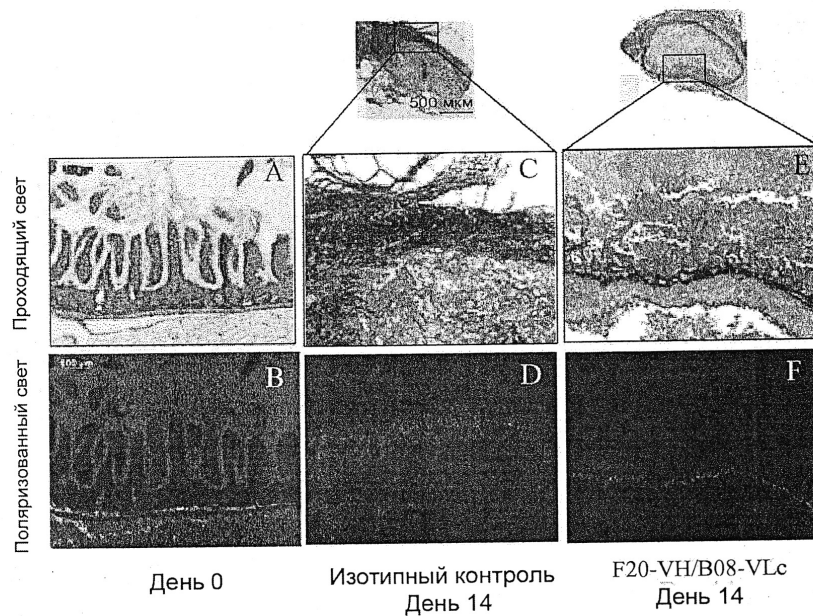 500 мкм
A
C
E
Проходящий свет
B
D
F
Поляризованный свет
День 0
Изотипный контроль
День 14
F20-VH/B08-VLc
День 14